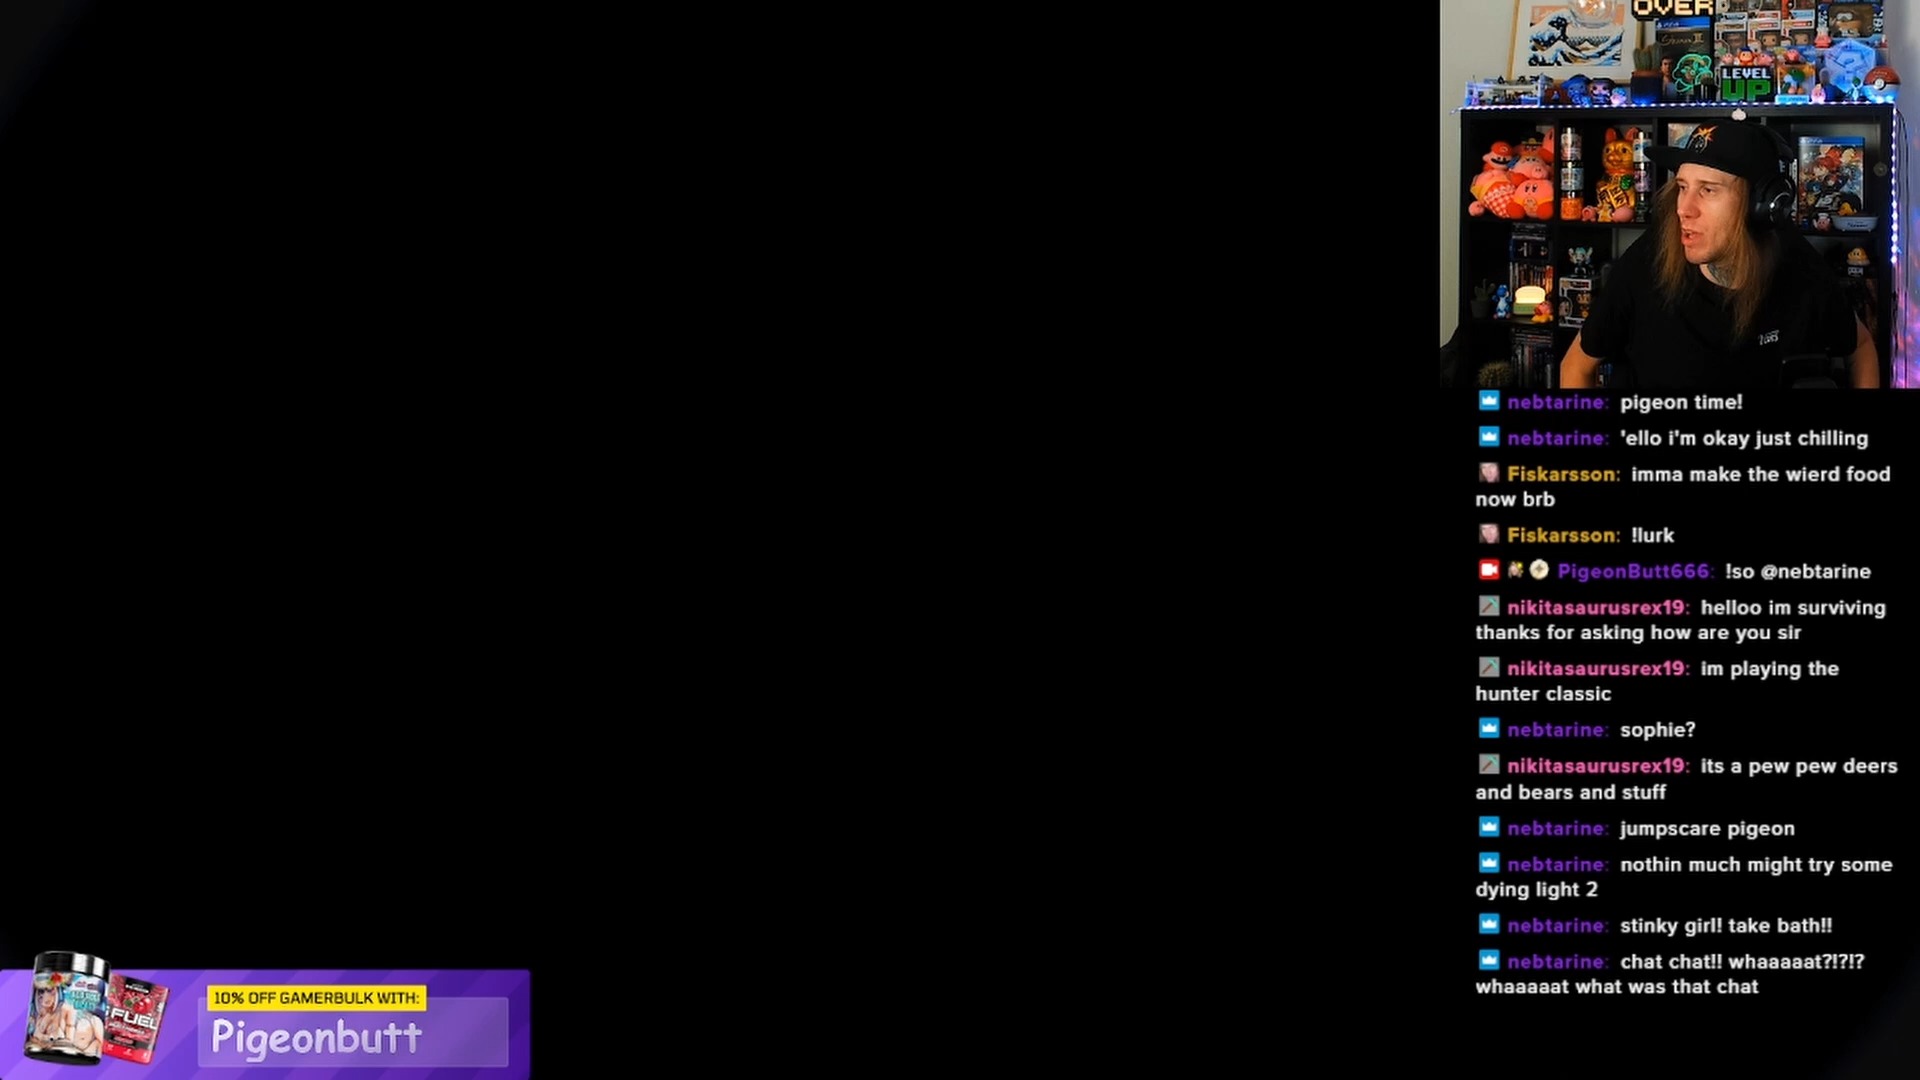 OVER
LEVEL
UP
nebtarine: pigeon time!
nebtarine: 'ello i'm okay just chilling
Fiskarsson: imma make the wierd food
now brb
Fiskarsson: !lurk
PigeonButt666: !so @nebtarine
nikitasaurusrex19: helloo im surviving
thanks for asking how are you sir
nikitasaurusrex19: im playing the
hunter classic
nebtarine: sophie?
nikitasaurusrex19: its a pew pew deers
and bears and stuff
nebtarine: jumpscare pigeon
nebtarine: nothin much might try some
dying light 2
nebtarine: stinky girl! take bath!!
nebtarine: chat chat!! whaaaaat?!?!?
whaaaaat what was that chat
10% OFF GAMERBULK WITH:
Pigeonbutt
FUEL